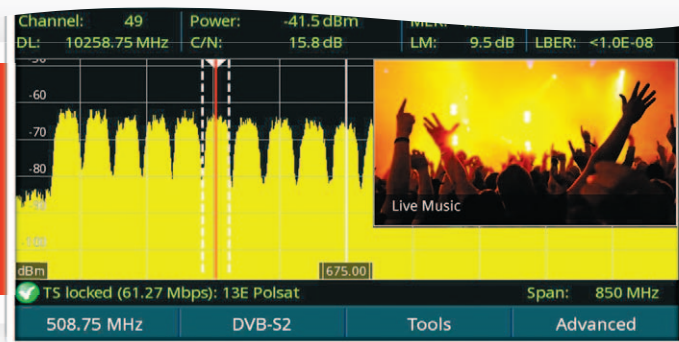 Channel: 49 Power: -41.5 dBm
DL: 10258.75 MHz C/N: 15.8 dB LM: 9.5 dB LBER: <1.0E-08
-60
-70
-80
Live Music
dBm 675.00
TS locked (61.27 Mbps): 13E Polsat Span: 850 MHz
508.75 MHz DVB-S2 Tools Advanced